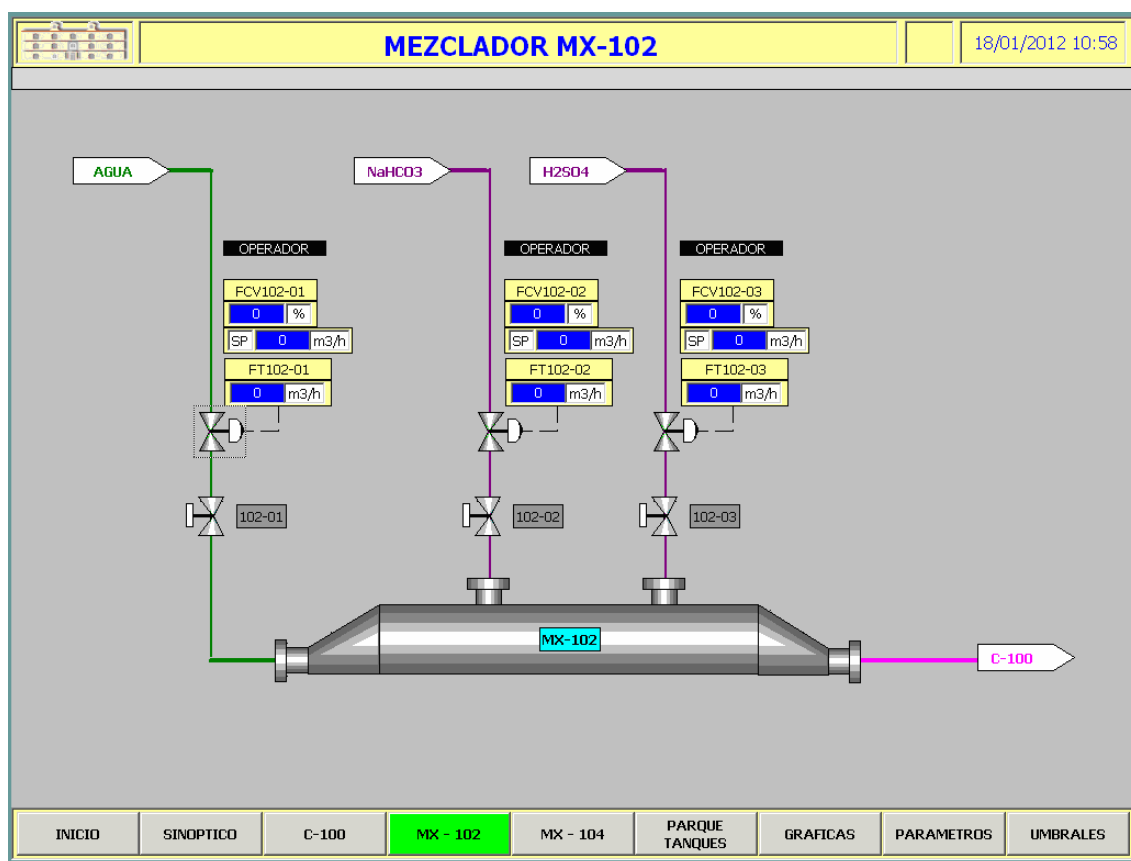 MEZCLADOR MX-102
18/01/2012 10:58
AGUA
NaHCO3
H2SO4
OPERADOR
OPERADOR
OPERADOR
FCV102-01
0 %
SP 0 m3/h
FT102-01
0 m3/h
FCV102-02
0 %
SP 0 m3/h
FT102-02
0 m3/h
FCV102-03
0 %
SP 0 m3/h
FT102-03
0 m3/h
102-01
102-02
102-03
MX-102
C-100
INICIO
SINOPTICO
C-100
MX - 102
MX - 104
PARQUE
TANQUES
GRAFICAS
PARAMETROS
UMBRALES